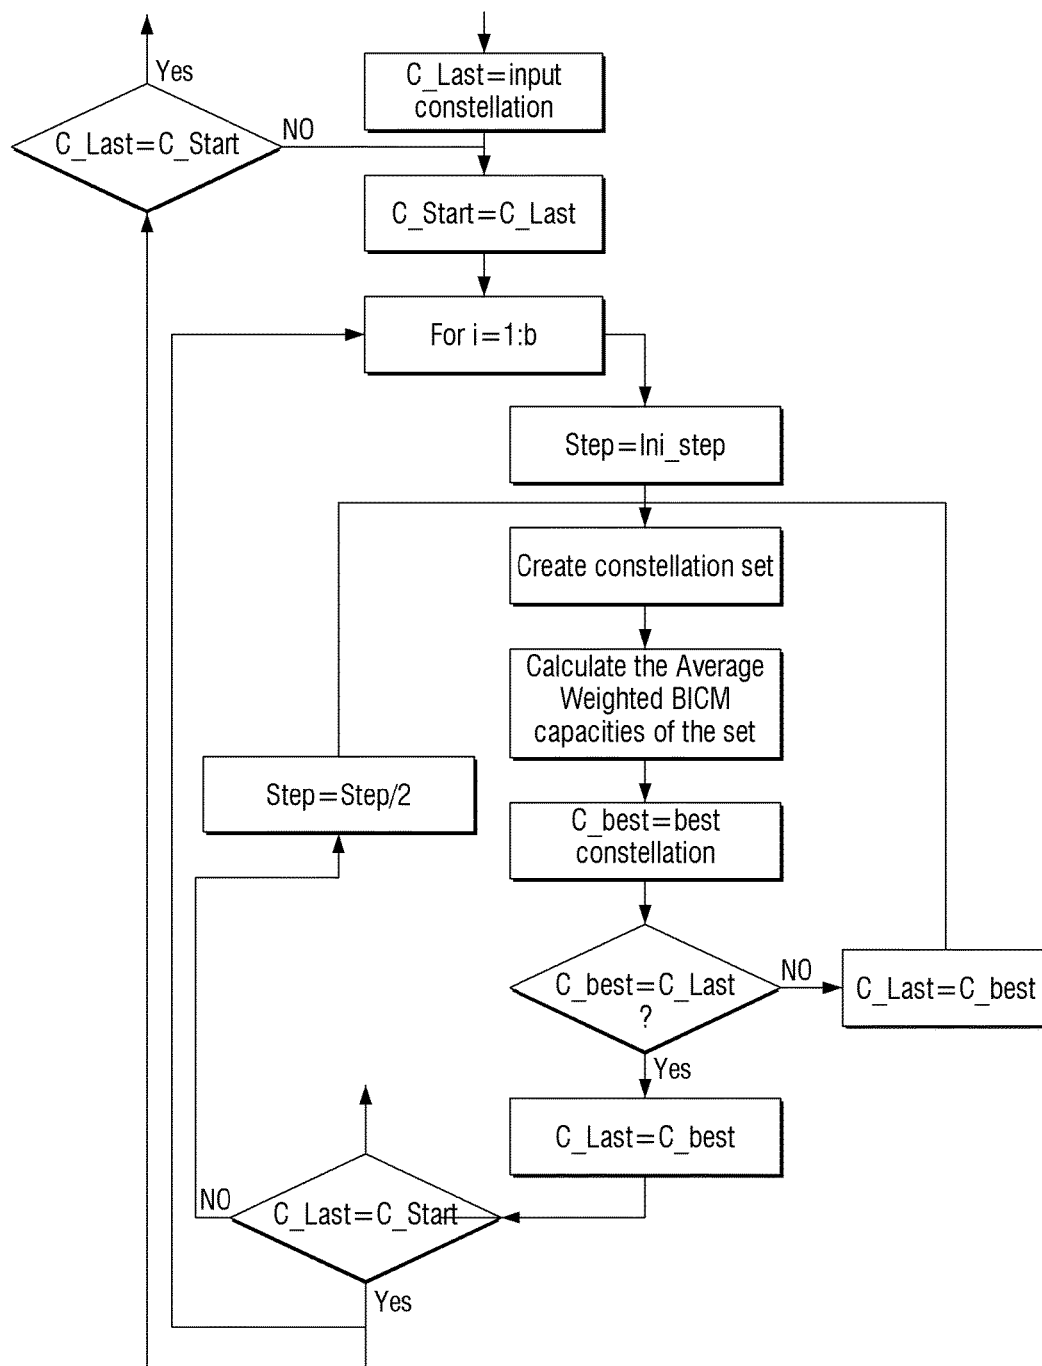 Yes
C_Last=input
constellation
C_Last=C_Start
NO
C_Start=C_Last
For i=1:b
Step=Ini_step
Create constellation set
Calculate the Average
Weighted BICM
capacities of the set
Step=Step/2
C_best=best
constellation
C_best=C_Last
?
NO
C_Last=C_best
Yes
C_Last=C_best
NO
C_Last=C_Start
Yes